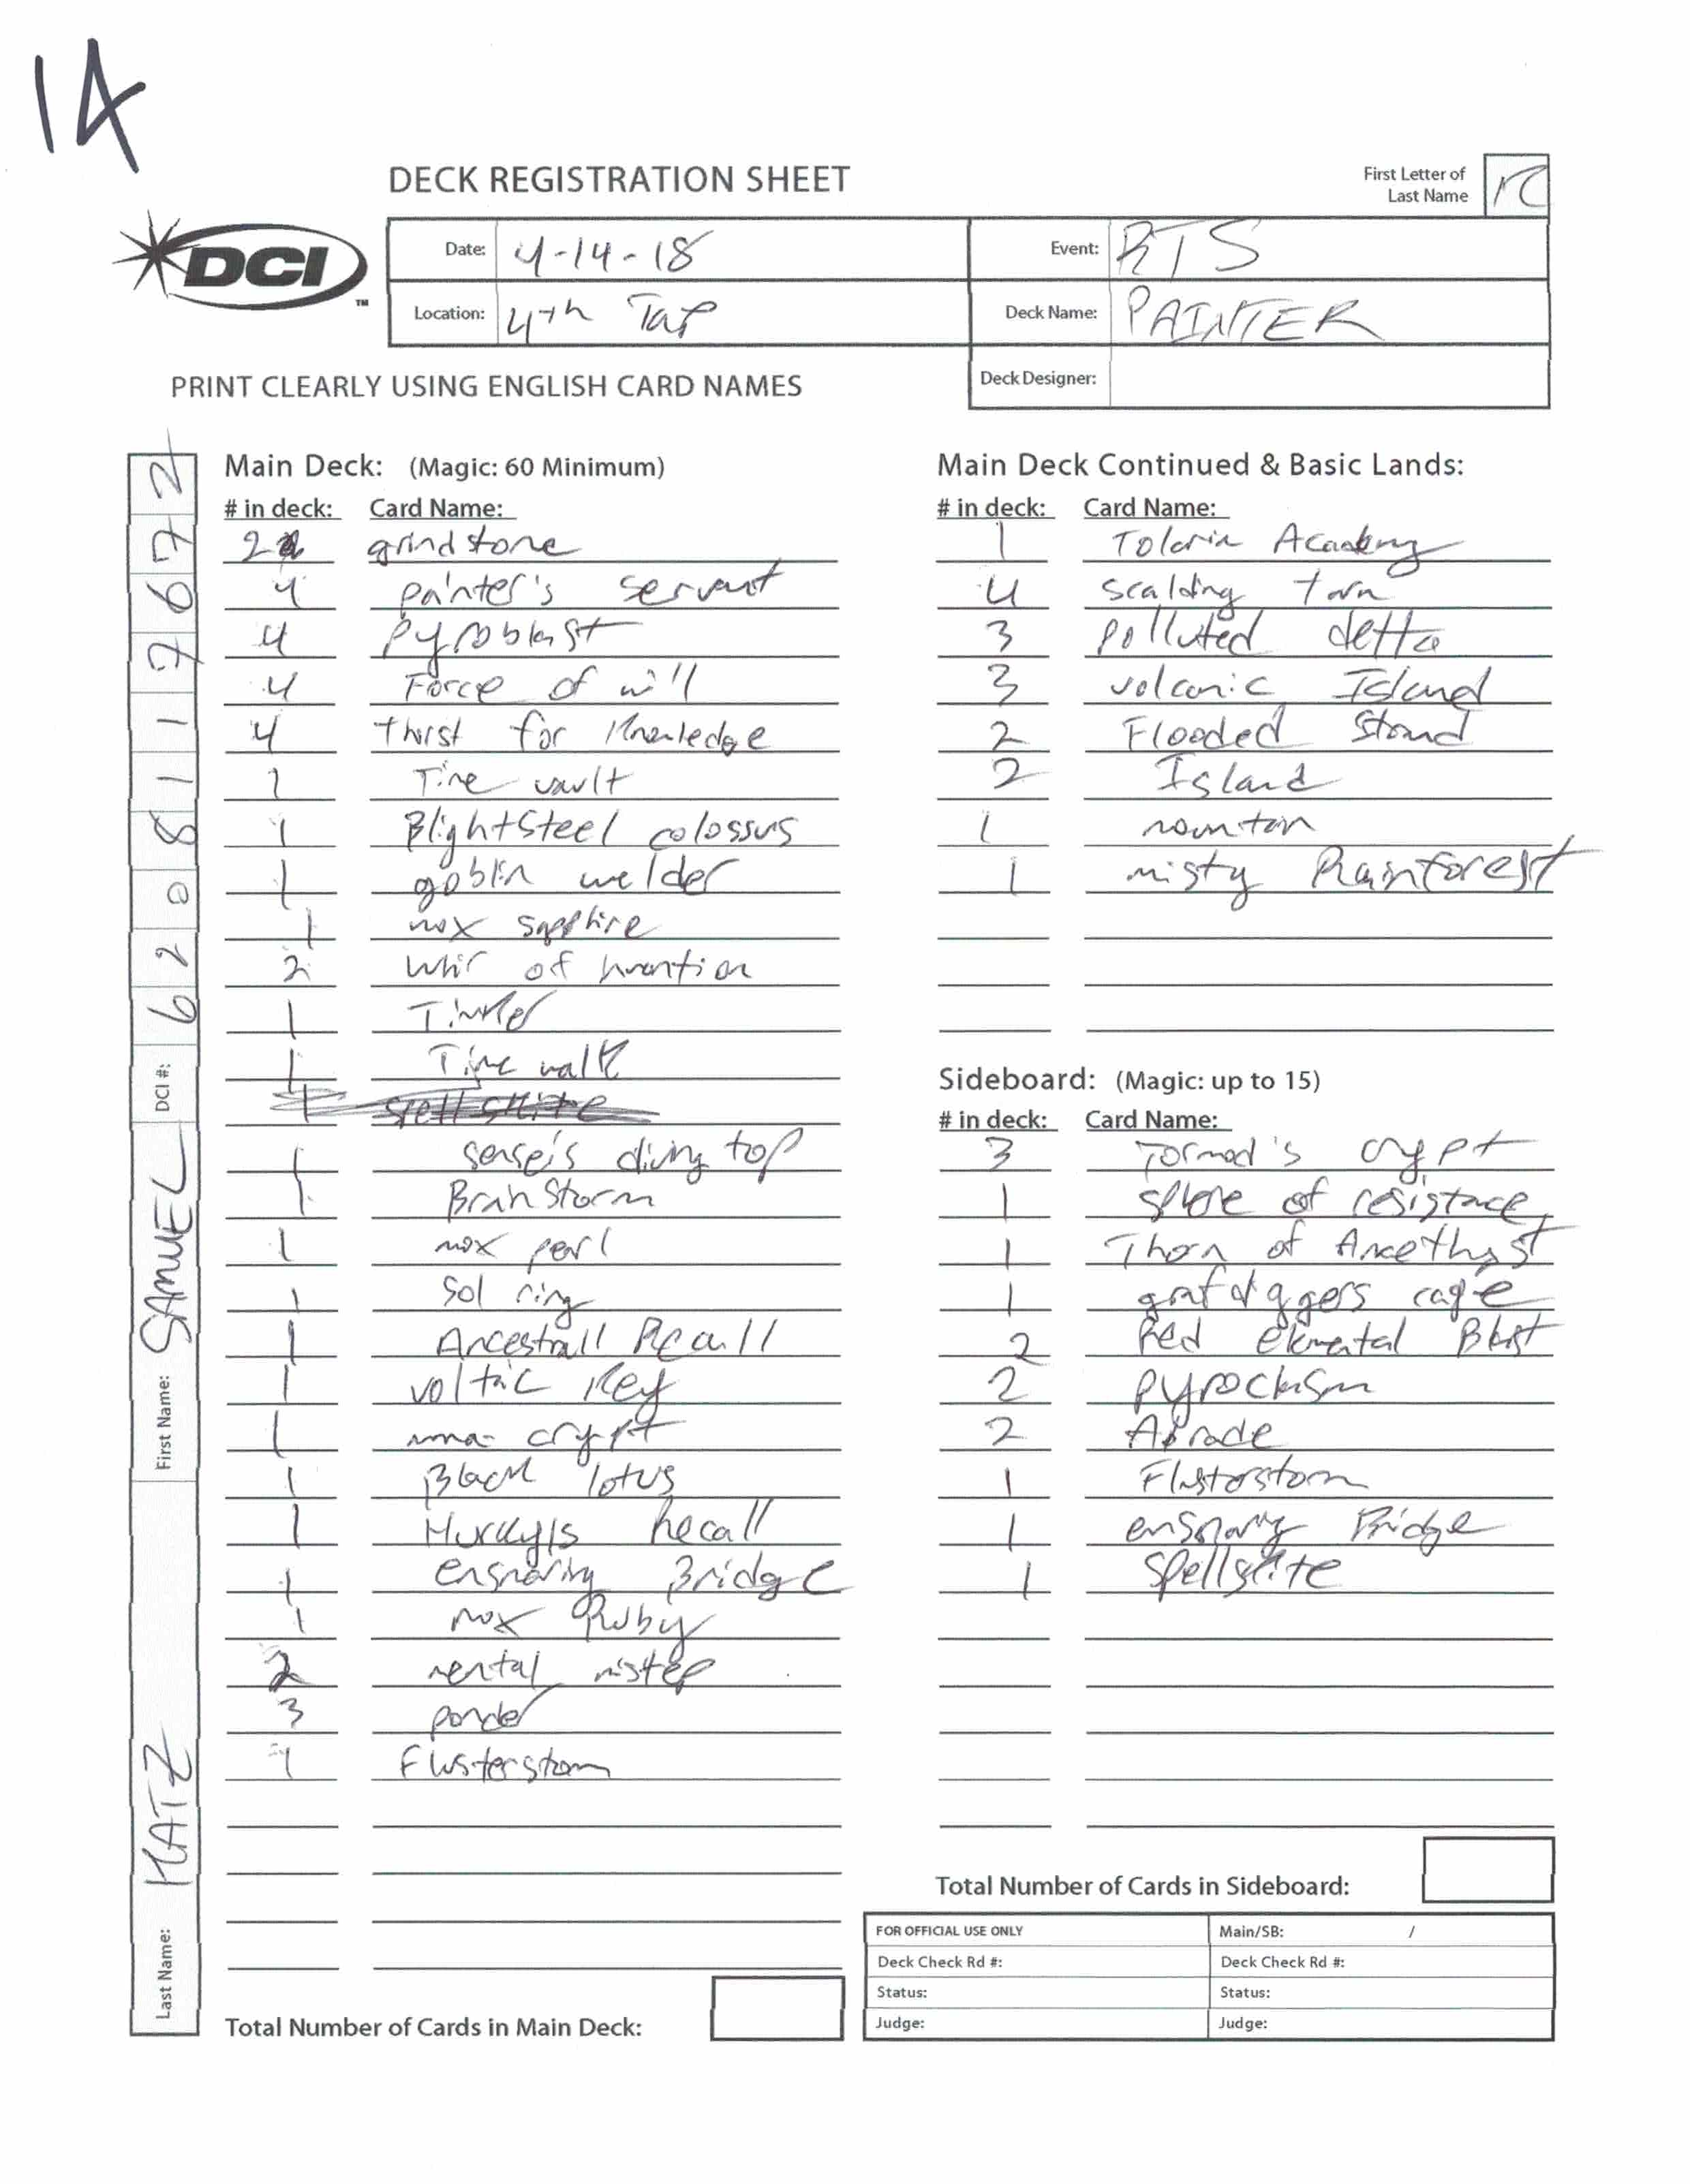 14
DECK REGISTRATION SHEET
First Letter of
Last Name
K
DCI
TM
Date: 4-14-18
Event: RTS
Location: 4th Tap
Deck Name: PAINTER
Deck Designer:
PRINT CLEARLY USING ENGLISH CARD NAMES
Main Deck: (Magic: 60 Minimum)
# in deck: Card Name:
2 grindstone
4 painter's servant
4 Pyroblast
4 Force of will
4 thirst for Knowledge
1 Time vault
1 Blightsteel colossus
1 goblin welder
1 mox sapphire
2 Whir of Invention
1 Tinker
1 Time walk
1 spellskite
1 sensei's diving top
1 Brainstorm
1 mox perl
1 Sol ring
1 Ancestrall Recall
1 voltaic Key
1 mana crypt
1 Black lotus
1 Hurkyls Recall
1 ensnaring Bridge
1 mox Ruby
2 mental mistep
3 ponder
1 Flusterstorm
Total Number of Cards in Main Deck:
Main Deck Continued & Basic Lands:
# in deck: Card Name:
1 Tolaria Academy
4 scalding tarn
3 polluted delta
3 volcanic Island
2 Flooded Strand
2 Island
1 mountain
1 misty Rainforest
Sideboard: (Magic: up to 15)
# in deck: Card Name:
3 Tormod's crypt
1 sphere of resistance
1 Thorn of Amethyst
1 grafdiggers cage
2 Red elemental Blast
2 pyroclasm
2 Abrade
1 Flusterstorm
1 ensnaring Bridge
1 Spellskite
Total Number of Cards in Sideboard:
FOR OFFICIAL USE ONLY
Main/SB: /
Deck Check Rd #:
Deck Check Rd #:
Status:
Status:
Judge:
Judge:
Last Name: KATZ First Name: SAMUEL DCI #: 6208117672